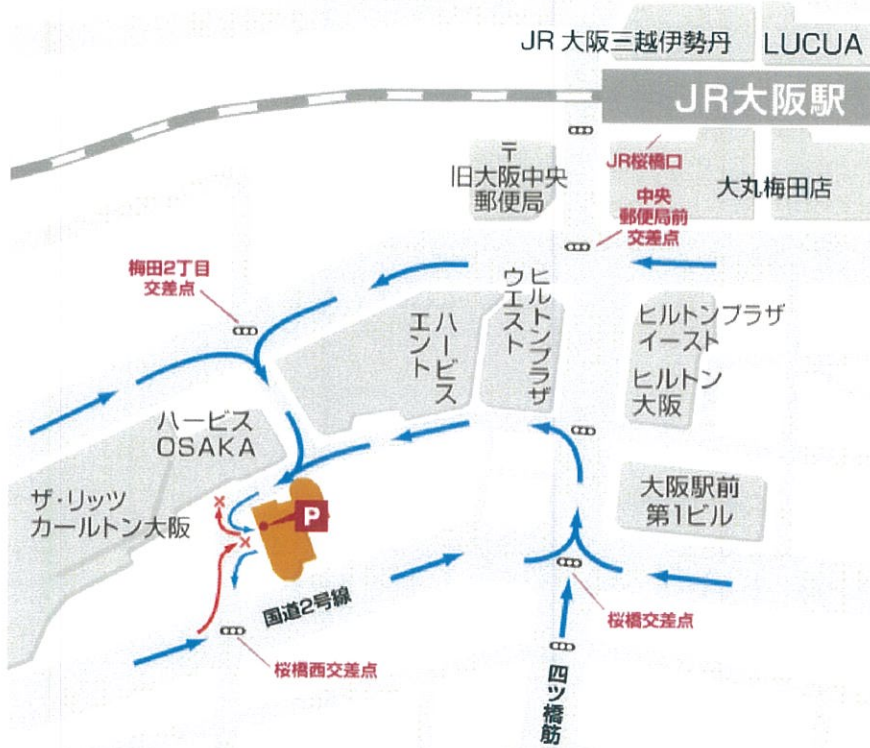 JR 大阪三越伊勢丹
LUCUA
JR大阪駅
〒
旧大阪中央
郵便局
JR桜橋口
大丸梅田店
中央
郵便局前
交差点
梅田2丁目
交差点
ヒルトンプラザ
ウエスト
ハービス
エント
ヒルトンプラザ
イースト
ヒルトン
大阪
ハービス
OSAKA
ザ・リッツ
カールトン大阪
P
大阪駅前
第1ビル
国道2号線
桜橋交差点
桜橋西交差点
四ツ橋筋